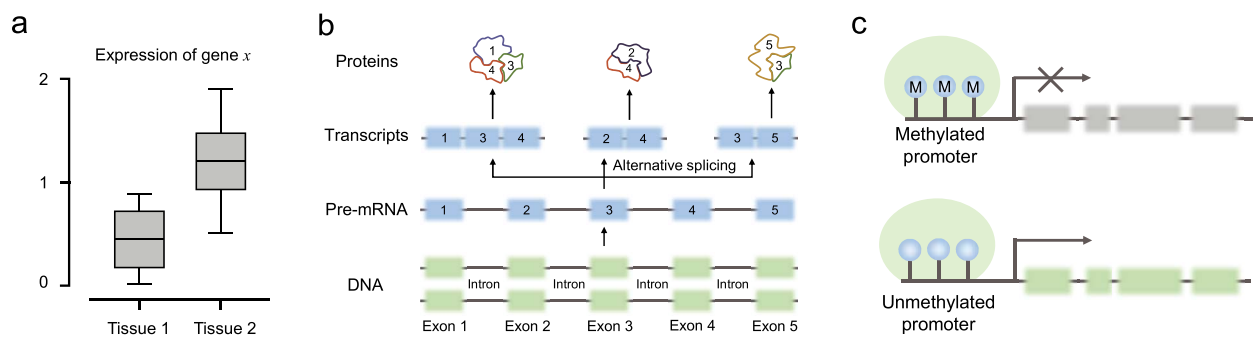 a
Expression of gene x
2
1
0
Tissue 1
Tissue 2
b
Proteins
1
4
3
2
4
5
3
Transcripts
1 3 4
2 4
3 5
Alternative splicing
Pre-mRNA
1 2 3 4 5
DNA
Intron Intron Intron Intron
Exon 1 Exon 2 Exon 3 Exon 4 Exon 5
c
M M M
Methylated
promoter
Unmethylated
promoter